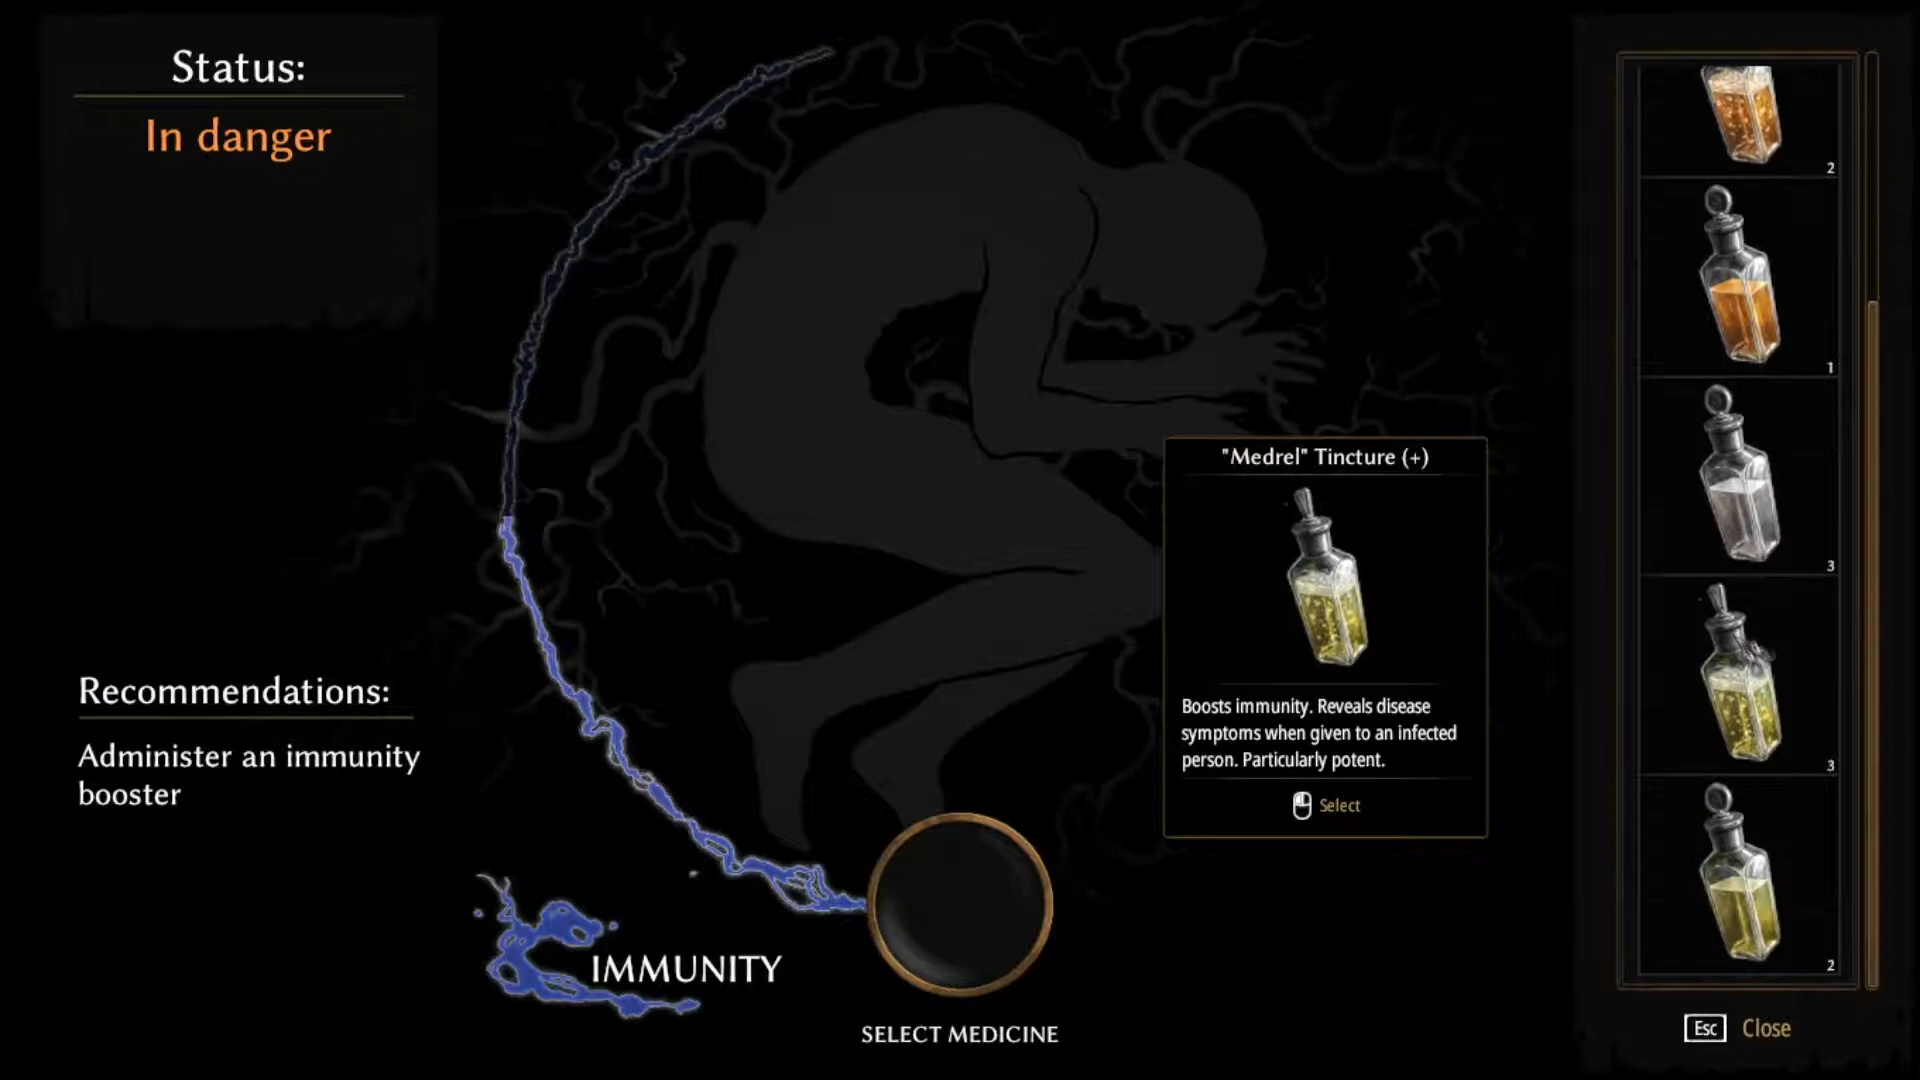 Status:
In danger
Recommendations:
Administer an immunity
booster
IMMUNITY
SELECT MEDICINE
"Medrel" Tincture (+)
Boosts immunity. Reveals disease
symptoms when given to an infected
person. Particularly potent.
Select
2
1
3
3
2
Esc Close